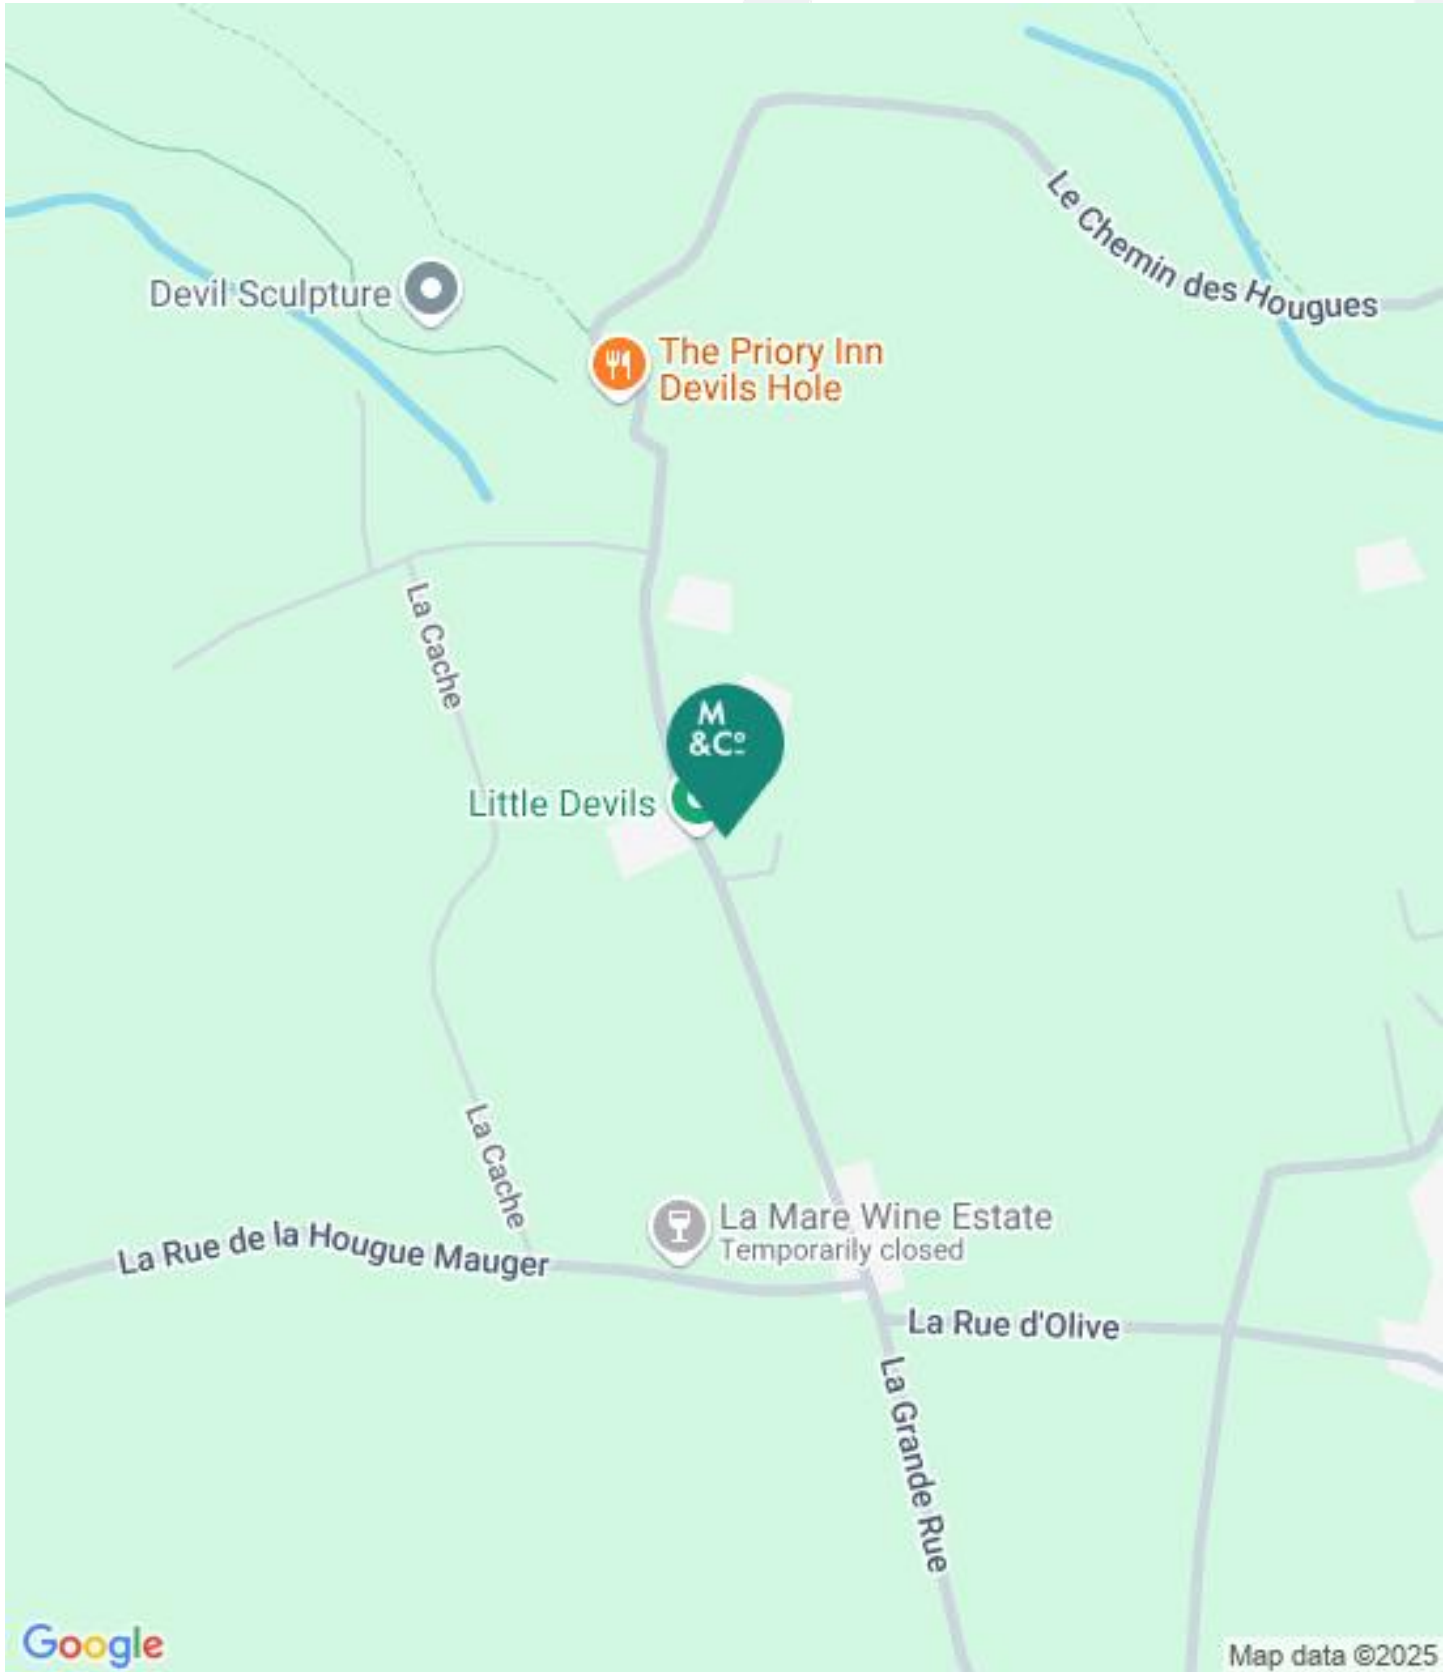 Le Chemin des Hougues
Devil Sculpture
The Priory Inn
Devils Hole
La Cache
M
&Cº
Little Devils
La Cache
La Mare Wine Estate
Temporarily closed
La Rue de la Hougue Mauger
La Rue d'Olive
La Grande Rue
Google
Map data ©2025